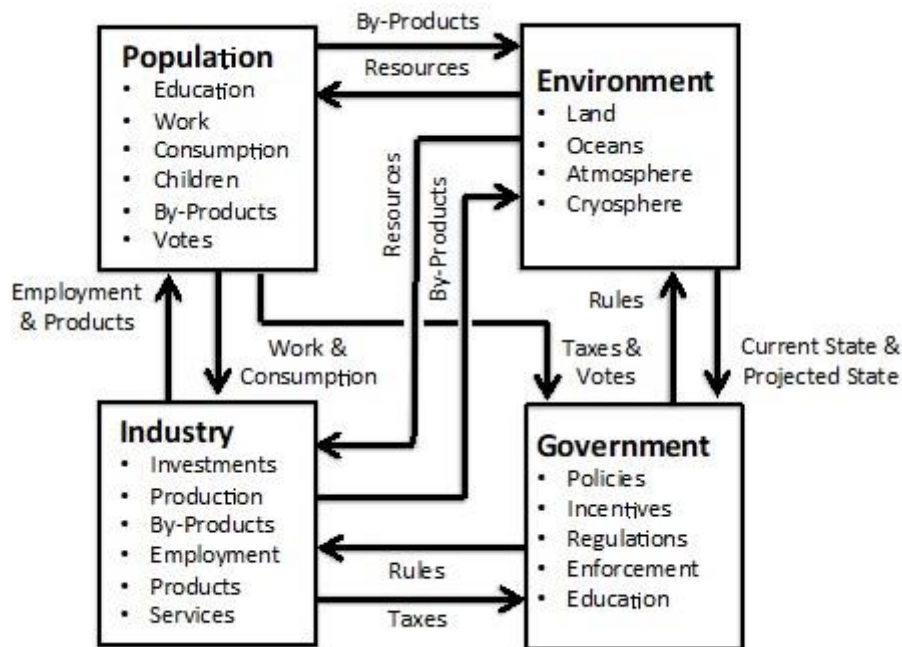 By-Products
Population
• Education
• Work
• Consumption
• Children
• By-Products
• Votes
Resources
Environment
• Land
• Oceans
• Atmosphere
• Cryosphere
Resources
By-Products
Employment
& Products
Work &
Consumption
Taxes &
Votes
Rules
Current State &
Projected State
Industry
• Investments
• Production
• By-Products
• Employment
• Products
• Services
Government
• Policies
• Incentives
• Regulations
• Enforcement
• Education
Rules
Taxes